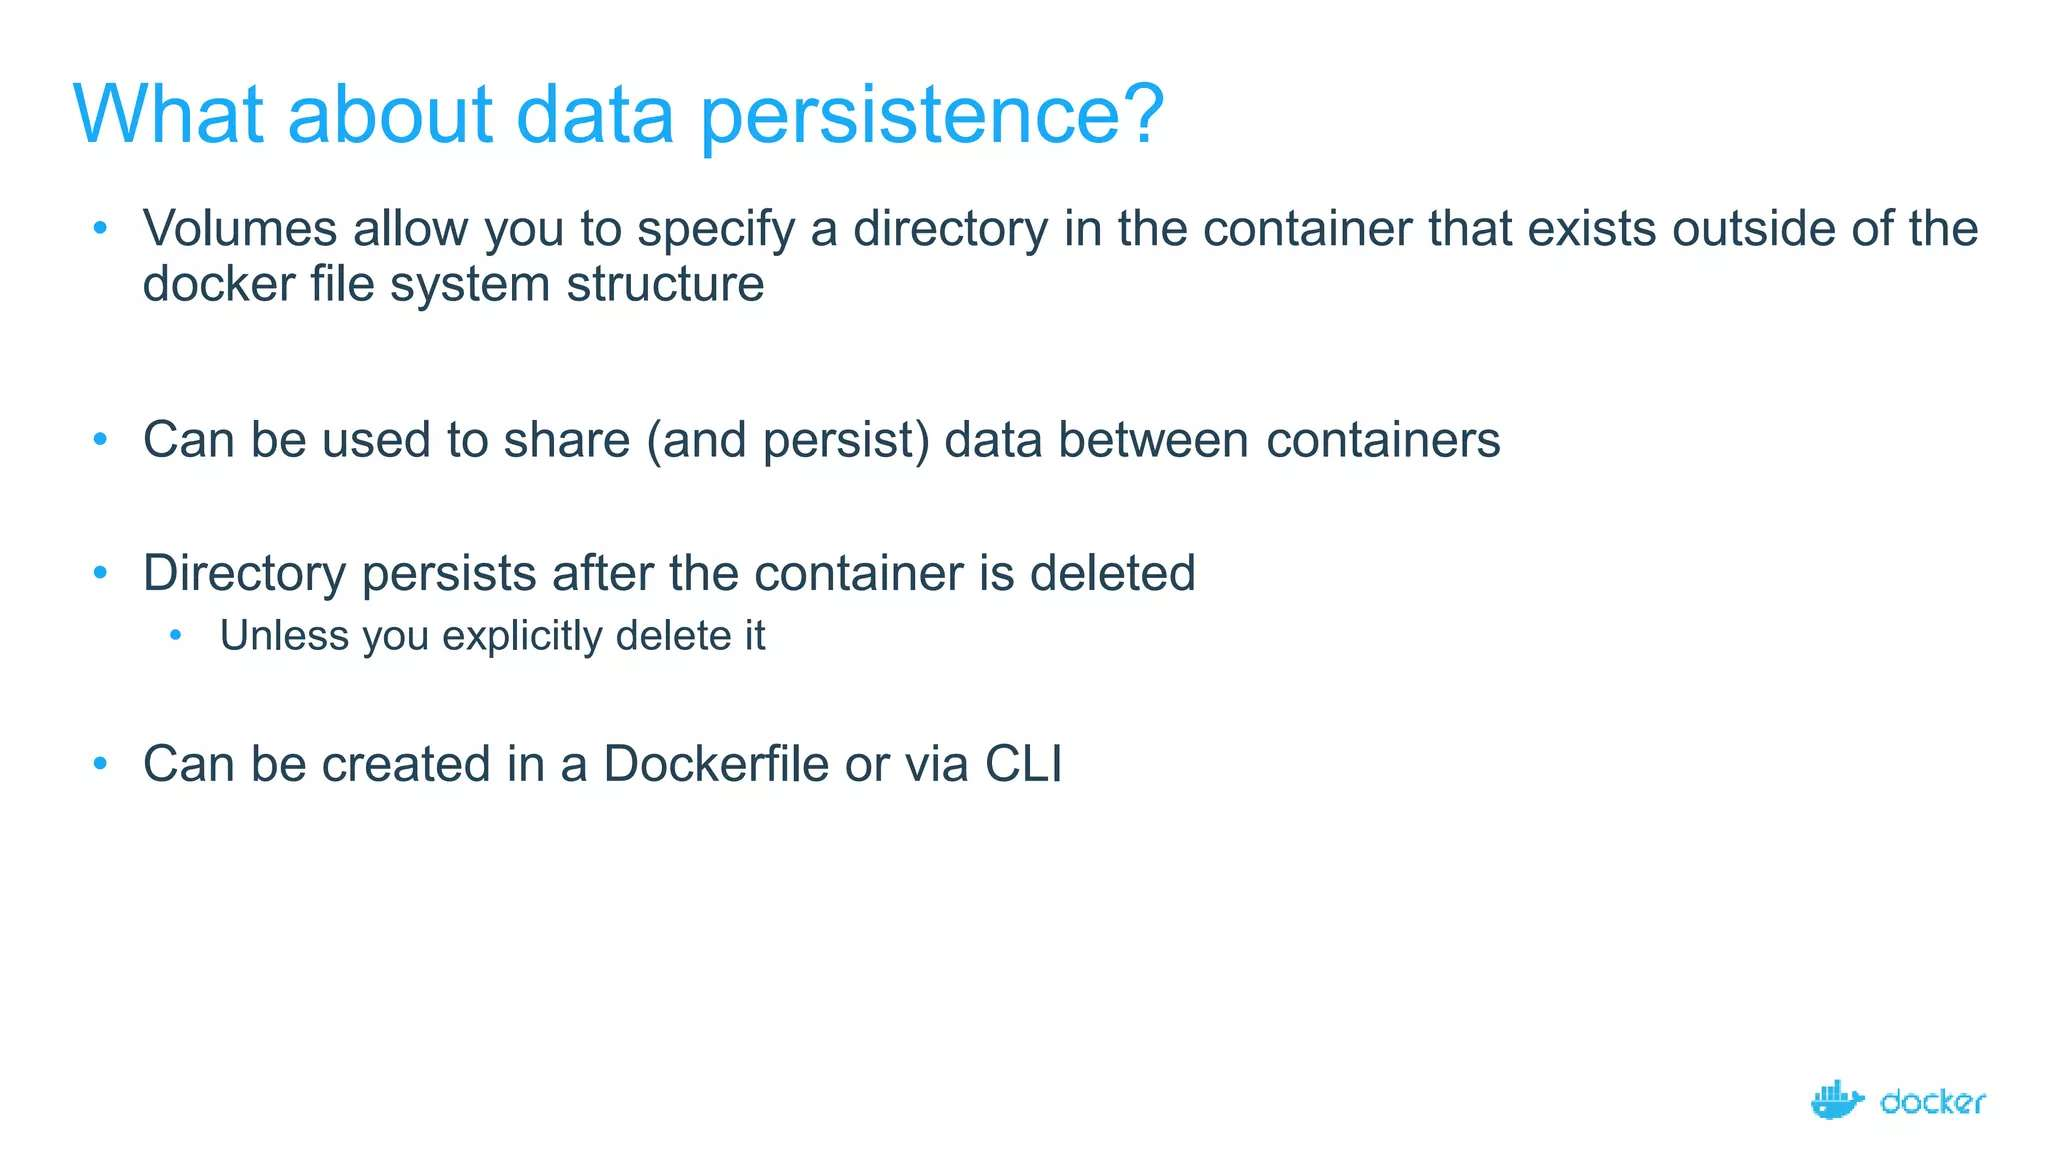 What about data persistence?
• Volumes allow you to specify a directory in the container that exists outside of the
docker file system structure
• Can be used to share (and persist) data between containers
• Directory persists after the container is deleted
• Unless you explicitly delete it
• Can be created in a Dockerfile or via CLI
docker